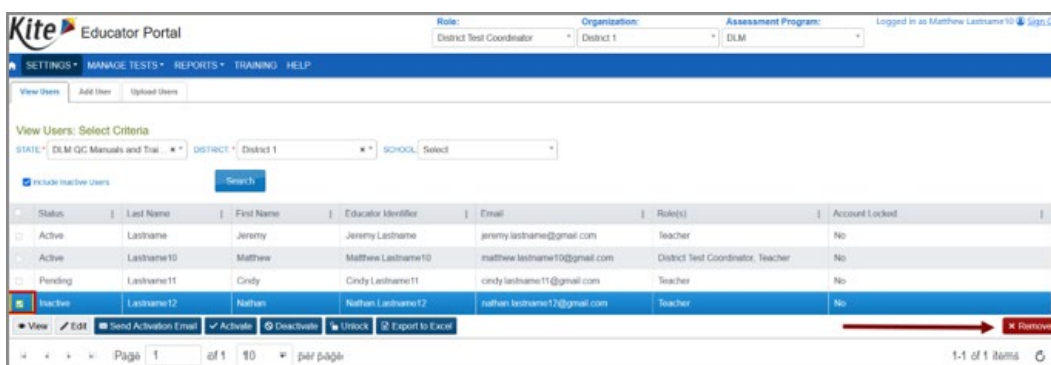 Kite Educator Portal
Role: Organization: Assessment Program: Logged in as Matthew Lastname10 Sign
District Test Coordinator District 1 DLM
SETTINGS MANAGE TESTS REPORTS TRAINING HELP
View Users Add User Upload Users
View Users: Select Criteria
STATE:* DLM QC Manuals and Trai... DISTRICT:* District 1 SCHOOL: Select
Include Inactive Users Search
Status Last Name First Name Educator Identifier Email Role(s) Account Locked
Active Lastname Jeremy Jeremy.Lastname jeremy.lastname@gmail.com Teacher No
Active Lastname10 Matthew Matthew.Lastname10 matthew.lastname10@gmail.com District Test Coordinator, Teacher No
Pending Lastname11 Cindy Cindy.Lastname11 cindy.lastname11@gmail.com Teacher No
Inactive Lastname12 Nathan Nathan.Lastname12 nathan.lastname12@gmail.com Teacher No
View Edit Send Activation Email Activate Deactivate Unlock Export to Excel Remove
Page 1 of 1 10 per page 1-1 of 1 items